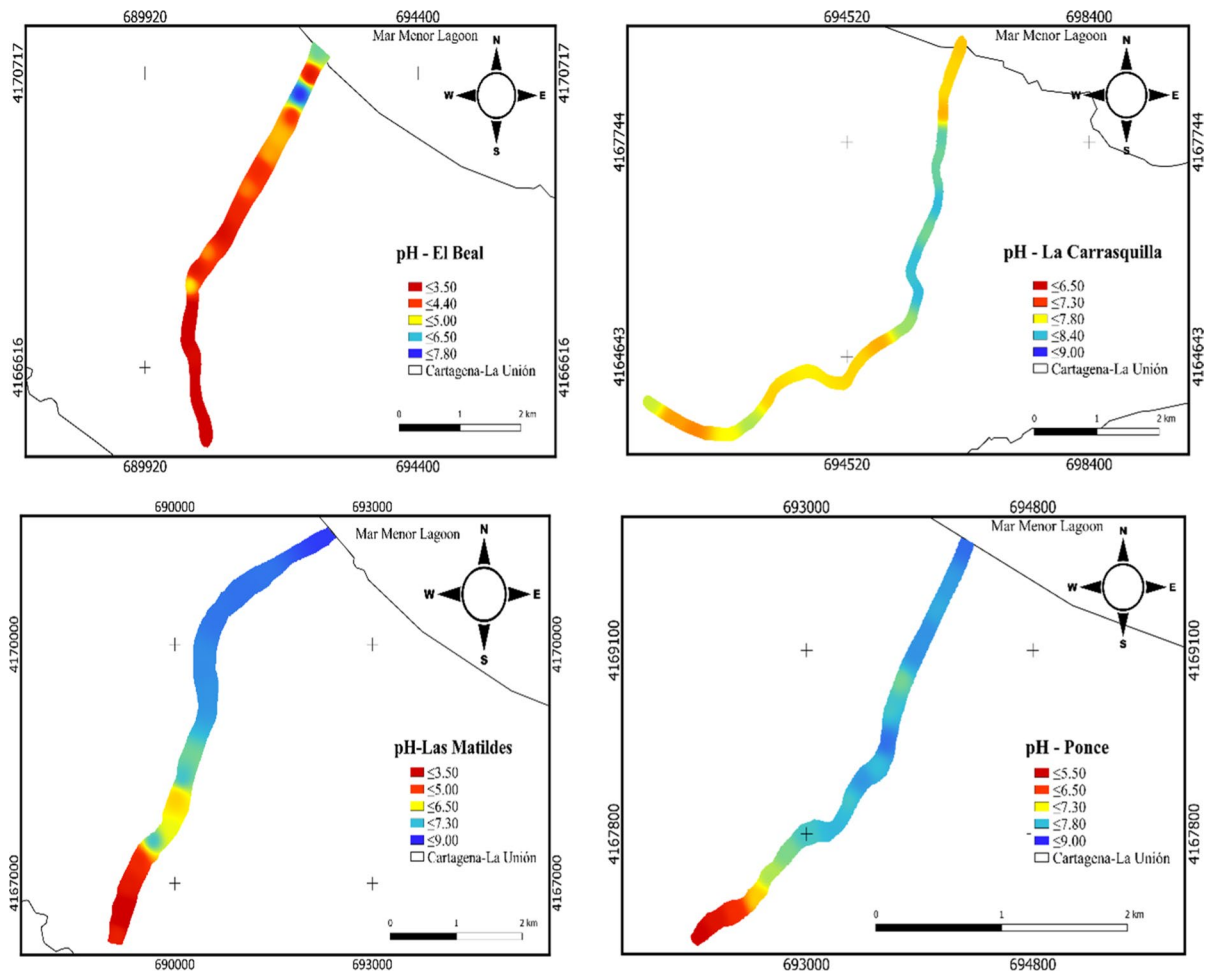 689920
694400
Mar Menor Lagoon
4170717
4170717
N
W
E
S
pH - El Beal
≤3.50
≤4.40
≤5.00
≤6.50
≤7.80
Cartagena-La Unión
4166616
4166616
0 1 2 km
689920
694400
694520
698400
Mar Menor Lagoon
4167744
4167744
N
W
E
S
pH - La Carrasquilla
≤6.50
≤7.30
≤7.80
≤8.40
≤9.00
Cartagena-La Unión
4164643
4164643
0 1 2 km
694520
698400
690000
693000
Mar Menor Lagoon
N
W
E
S
4170000
4170000
pH-Las Matildes
≤3.50
≤5.00
≤6.50
≤7.30
≤9.00
Cartagena-La Unión
4167000
4167000
0 1 2 km
690000
693000
693000
694800
Mar Menor Lagoon
N
W
E
S
4169100
4169100
pH - Ponce
≤5.50
≤6.50
≤7.30
≤7.80
≤9.00
Cartagena-La Unión
4167800
4167800
0 1 2 km
693000
694800